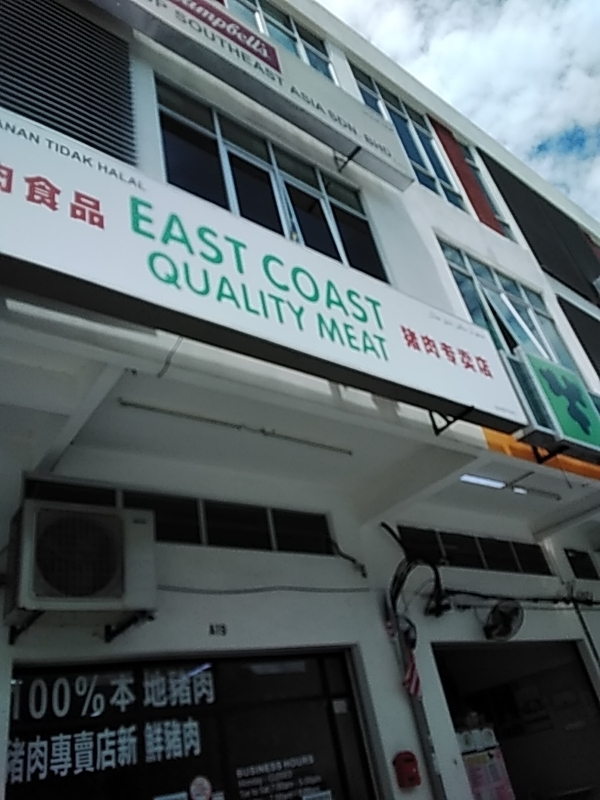 Campbell's
SOUTHEAST ASIA SDN. BHD.
TIDAK HALAL
肉食品
EAST COAST
QUALITY MEAT
猪肉专卖店
A19
100%本地豬肉
豬肉專賣店新鮮豬肉
BUSINESS HOURS